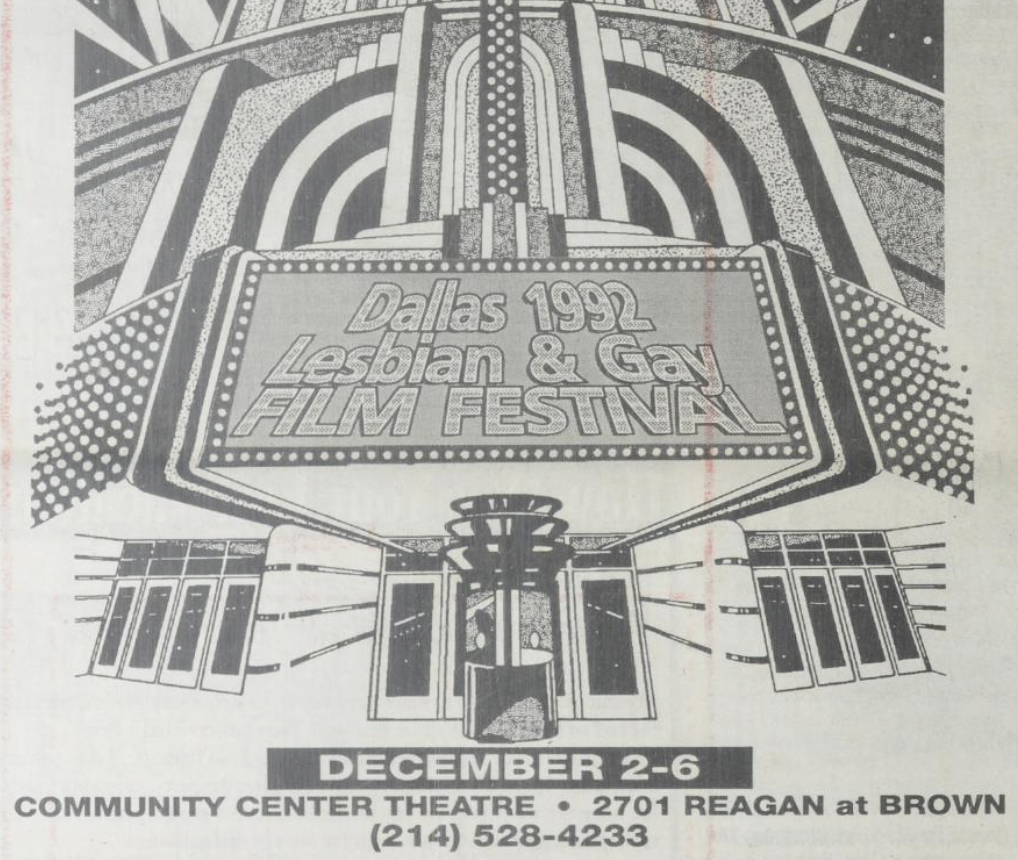 Dallas 1992
Lesbian & Gay
FILM FESTIVAL
DECEMBER 2-6
COMMUNITY CENTER THEATRE • 2701 REAGAN at BROWN
(214) 528-4233